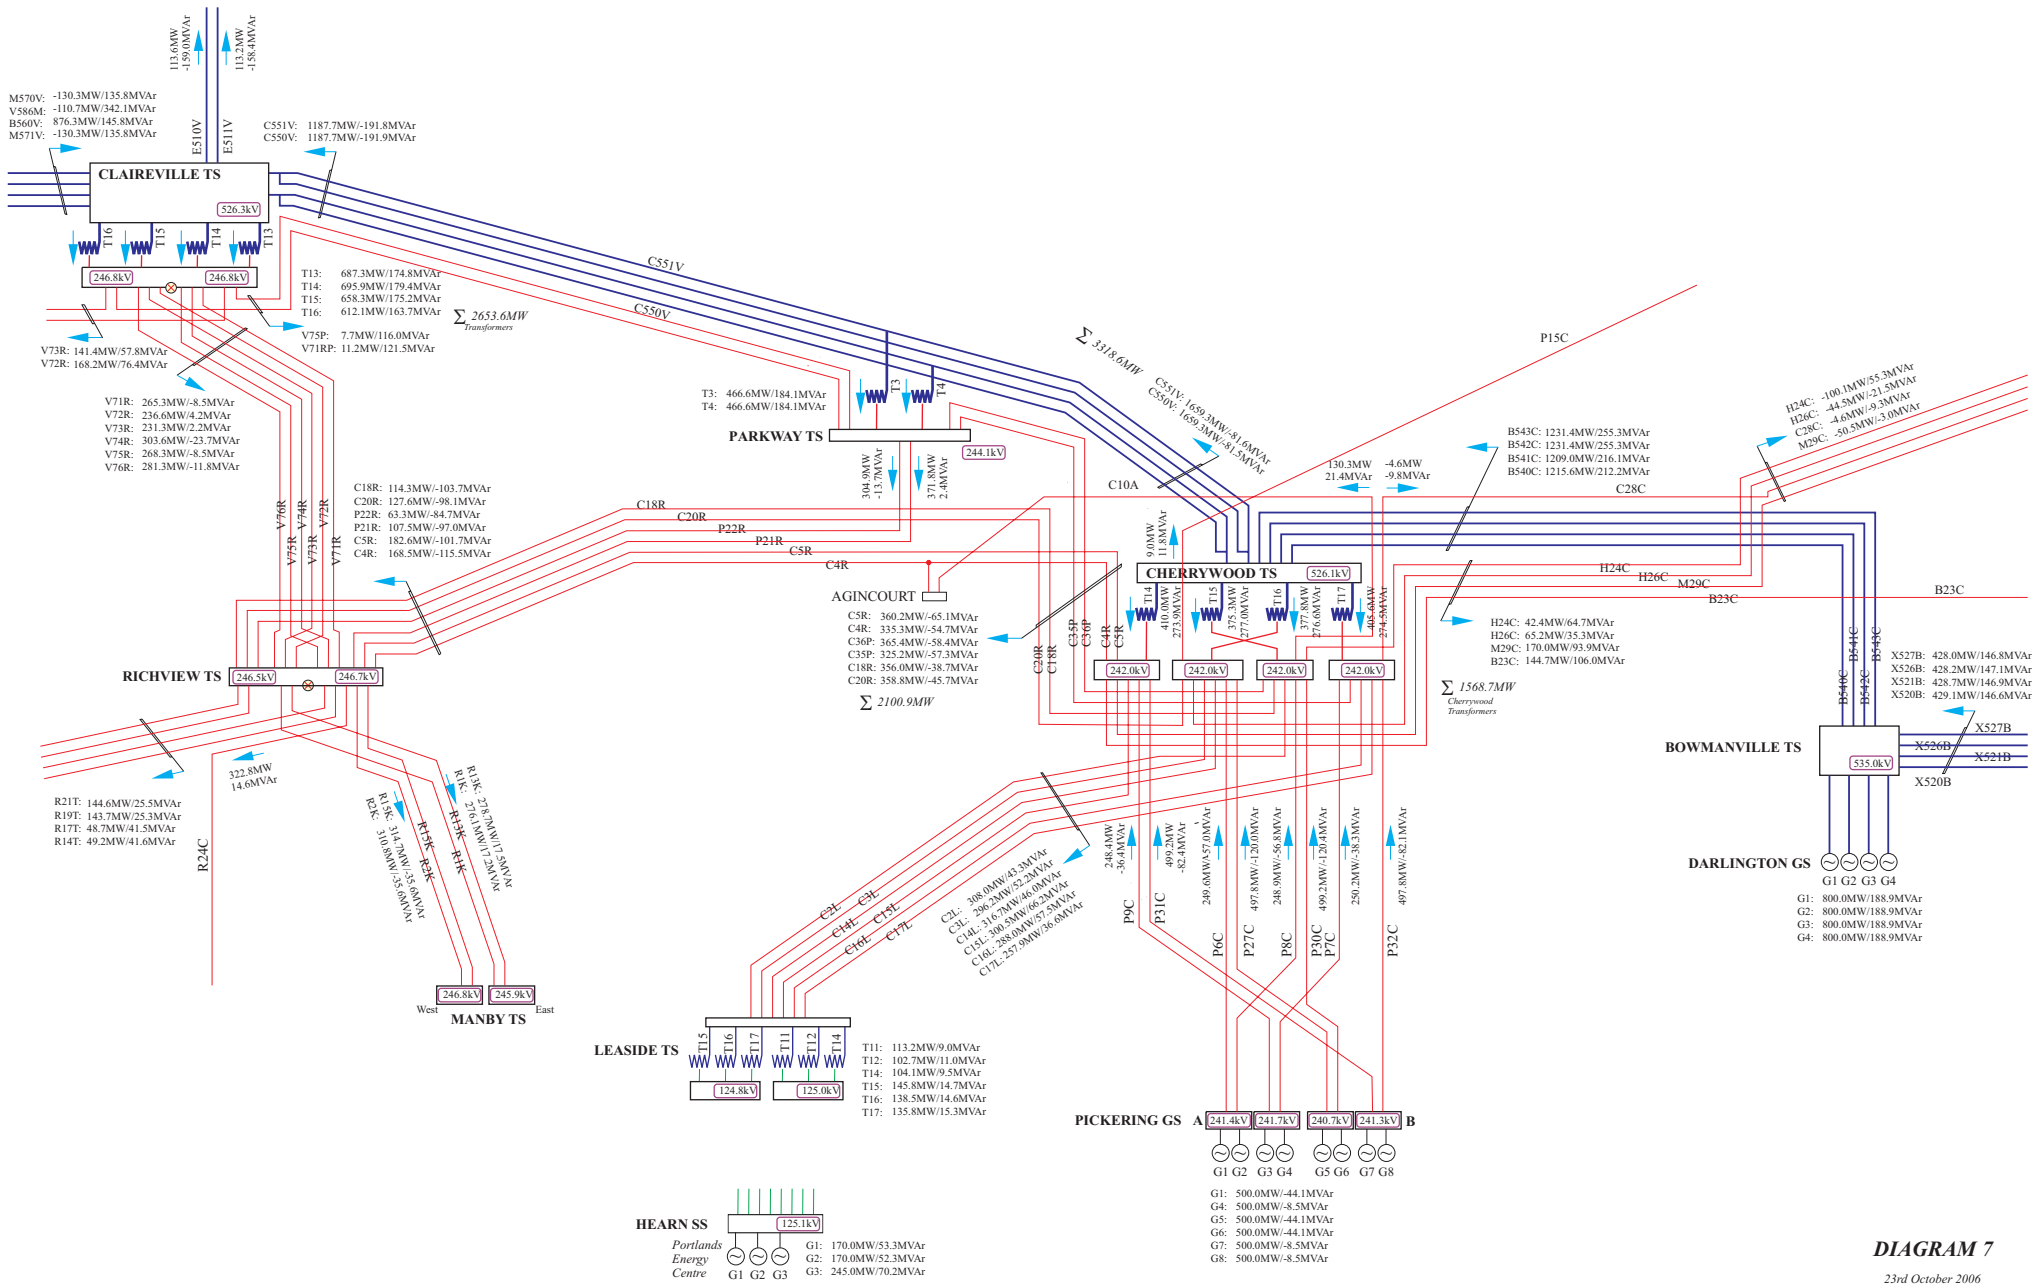 113.6MW
-159.0MVAr
113.2MW
-158.4MVAr
M570V: -130.3MW/135.8MVAr
V586M: -110.7MW/342.1MVAr
B560V: 876.3MW/145.8MVAr
M571V: -130.3MW/135.8MVAr
E510V
E511V
C551V: 1187.7MW/-191.8MVAr
C550V: 1187.7MW/-191.9MVAr
CLAIREVILLE TS
526.3kV
T16
T15
T14
T13
246.8kV
246.8kV
T13: 687.3MW/174.8MVAr
T14: 695.9MW/179.4MVAr
T15: 658.3MW/175.2MVAr
T16: 612.1MW/163.7MVAr
Σ 2653.6MW
Transformers
V75P: 7.7MW/116.0MVAr
V71RP: 11.2MW/121.5MVAr
V73R: 141.4MW/57.8MVAr
V72R: 168.2MW/76.4MVAr
V71R: 265.3MW/-8.5MVAr
V72R: 236.6MW/4.2MVAr
V73R: 231.3MW/2.2MVAr
V74R: 303.6MW/-23.7MVAr
V75R: 268.3MW/-8.5MVAr
V76R: 281.3MW/-11.8MVAr
C551V
C550V
T3: 466.6MW/184.1MVAr
T4: 466.6MW/184.1MVAr
T3
T4
PARKWAY TS
244.1kV
304.9MW
-13.7MVAr
371.8MW
2.4MVAr
Σ 3318.6MW
C551V: 1659.3MW/-81.6MVAr
C550V: 1659.3MW/-81.5MVAr
P15C
H24C: -100.1MW/55.3MVAr
H26C: -44.5MW/-21.5MVAr
C28C: -4.6MW/-9.3MVAr
M29C: -50.5MW/-3.0MVAr
B543C: 1231.4MW/255.3MVAr
B542C: 1231.4MW/255.3MVAr
B541C: 1209.0MW/216.1MVAr
B540C: 1215.6MW/212.2MVAr
130.3MW
21.4MVAr
-4.6MW
-9.8MVAr
C28C
C10A
C18R: 114.3MW/-103.7MVAr
C20R: 127.6MW/-98.1MVAr
P22R: 63.3MW/-84.7MVAr
P21R: 107.5MW/-97.0MVAr
C5R: 182.6MW/-101.7MVAr
C4R: 168.5MW/-115.5MVAr
V76R
V75R
V74R
V73R
V72R
V71R
C18R
C20R
P22R
P21R
C5R
C4R
9.0MW
11.8MVAr
CHERRYWOOD TS
526.1kV
H24C
H26C
M29C
B23C
B23C
AGINCOURT
C5R: 360.2MW/-65.1MVAr
C4R: 335.3MW/-54.7MVAr
C36P: 365.4MW/-58.4MVAr
C35P: 325.2MW/-57.3MVAr
C18R: 356.0MW/-38.7MVAr
C20R: 358.8MW/-45.7MVAr
Σ 2100.9MW
C20R
C18R
C35P
C36P
C4R
C5R
T14
410.0MW
273.9MVAr
T15
375.3MW
277.0MVAr
T16
377.8MW
276.6MVAr
T17
405.6MW
274.5MVAr
242.0kV
242.0kV
242.0kV
242.0kV
H24C: 42.4MW/64.7MVAr
H26C: 65.2MW/35.3MVAr
M29C: 170.0MW/93.9MVAr
B23C: 144.7MW/106.0MVAr
Σ 1568.7MW
Cherrywood
Transformers
B540C
B541C
B542C
B543C
X527B: 428.0MW/146.8MVAr
X526B: 428.2MW/147.1MVAr
X521B: 428.7MW/146.9MVAr
X520B: 429.1MW/146.6MVAr
BOWMANVILLE TS
535.0kV
X527B
X526B
X521B
X520B
DARLINGTON GS
G1 G2 G3 G4
G1: 800.0MW/188.9MVAr
G2: 800.0MW/188.9MVAr
G3: 800.0MW/188.9MVAr
G4: 800.0MW/188.9MVAr
RICHVIEW TS
246.5kV
246.7kV
322.8MW
14.6MVAr
R21T: 144.6MW/25.5MVAr
R19T: 143.7MW/25.3MVAr
R17T: 48.7MW/41.5MVAr
R14T: 49.2MW/41.6MVAr
R24C
R13K: 278.7MW/17.5MVAr
R1K: 276.1MW/17.2MVAr
R15K: 314.7MW/-35.6MVAr
R2K: 310.8MW/-35.6MVAr
R15K
R2K
R13K
R1K
246.8kV
245.9kV
West
East
MANBY TS
C2L
C3L
C14L
C15L
C16L
C17L
C2L: 308.0MW/43.3MVAr
C3L: 296.2MW/52.2MVAr
C14L: 316.7MW/46.0MVAr
C15L: 300.5MW/66.2MVAr
C16L: 288.0MW/57.5MVAr
C17L: 257.9MW/36.6MVAr
248.4MW
-36.4MVAr
499.2MW
-82.4MVAr
249.6MW/-57.0MVAr
497.8MW/-120.0MVAr
248.9MW/-56.8MVAr
499.2MW/-120.4MVAr
250.2MW/-38.3MVAr
497.8MW/-82.1MVAr
P9C
P31C
P6C
P27C
P8C
P30C
P7C
P32C
LEASIDE TS
T15
T16
T17
T11
T12
T14
124.8kV
125.0kV
T11: 113.2MW/9.0MVAr
T12: 102.7MW/11.0MVAr
T14: 104.1MW/9.5MVAr
T15: 145.8MW/14.7MVAr
T16: 138.5MW/14.6MVAr
T17: 135.8MW/15.3MVAr
PICKERING GS A
241.4kV
241.7kV
240.7kV
241.3kV
B
G1 G2 G3 G4 G5 G6 G7 G8
G1: 500.0MW/-44.1MVAr
G4: 500.0MW/-8.5MVAr
G5: 500.0MW/-44.1MVAr
G6: 500.0MW/-44.1MVAr
G7: 500.0MW/-8.5MVAr
G8: 500.0MW/-8.5MVAr
HEARN SS
125.1kV
Portlands
Energy
Centre
G1 G2 G3
G1: 170.0MW/53.3MVAr
G2: 170.0MW/52.3MVAr
G3: 245.0MW/70.2MVAr
DIAGRAM 7
23rd October 2006